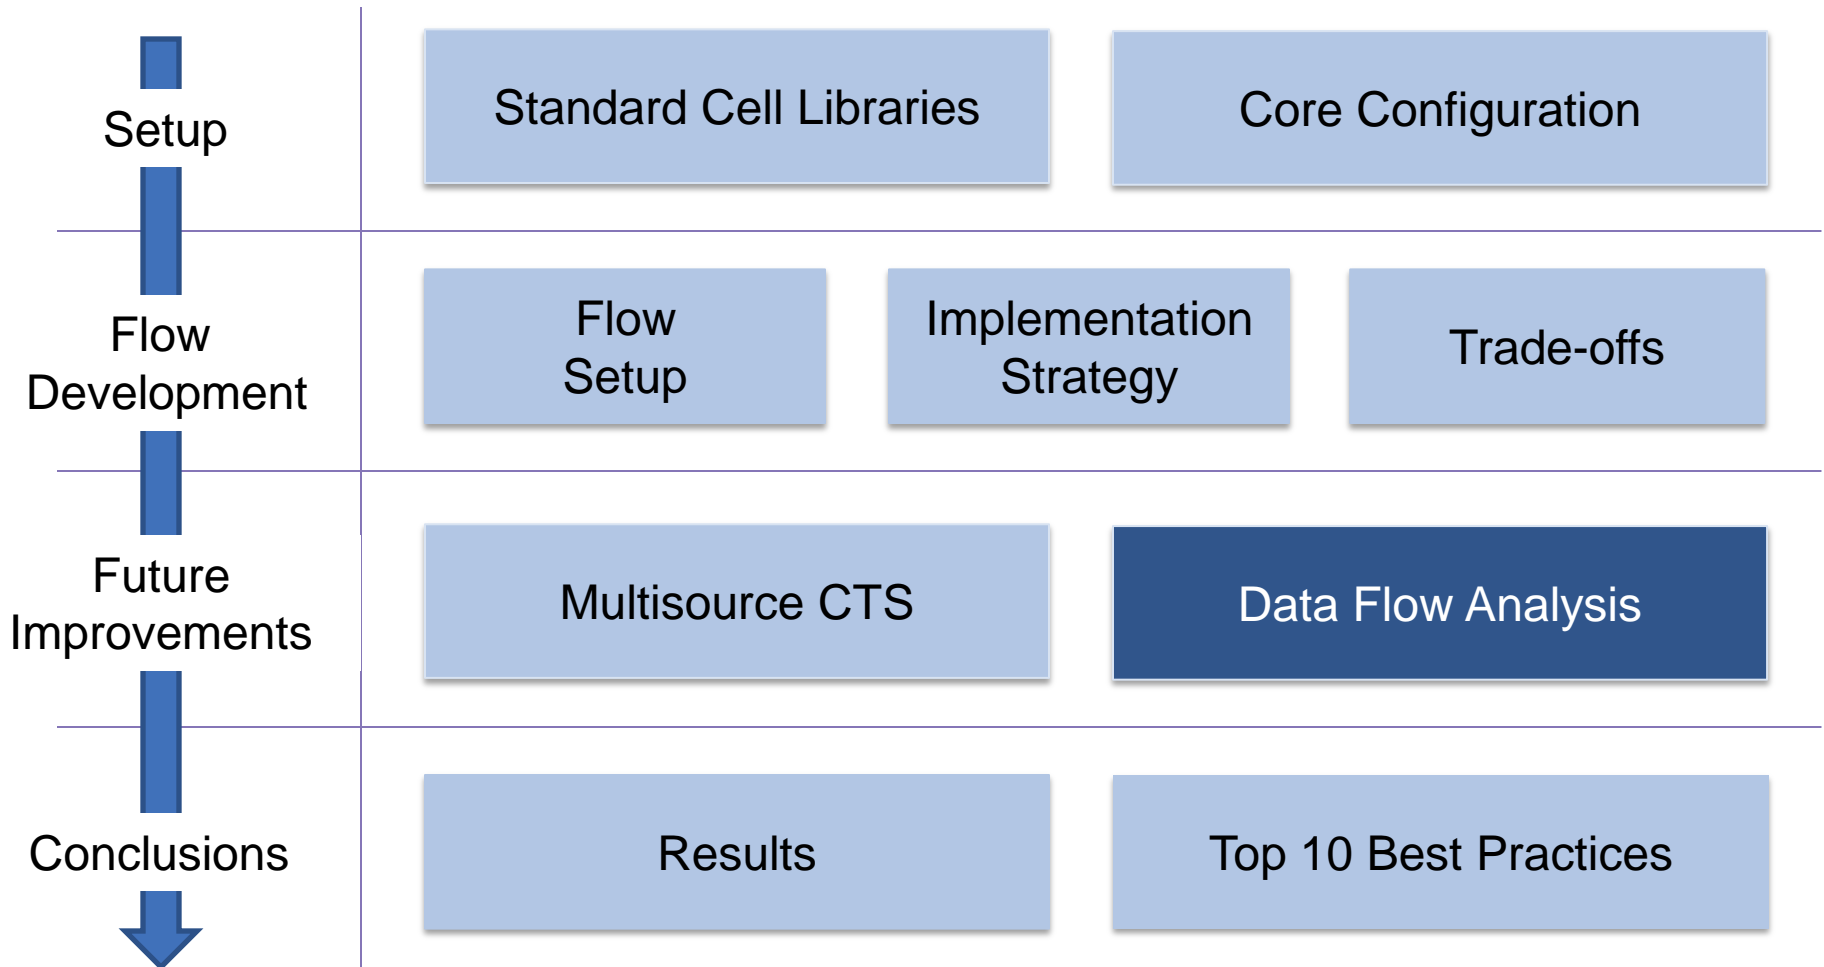 Setup
Standard Cell Libraries
Core Configuration
Flow
Development
Flow
Setup
Implementation
Strategy
Trade-offs
Future
Improvements
Multisource CTS
Data Flow Analysis
Conclusions
Results
Top 10 Best Practices